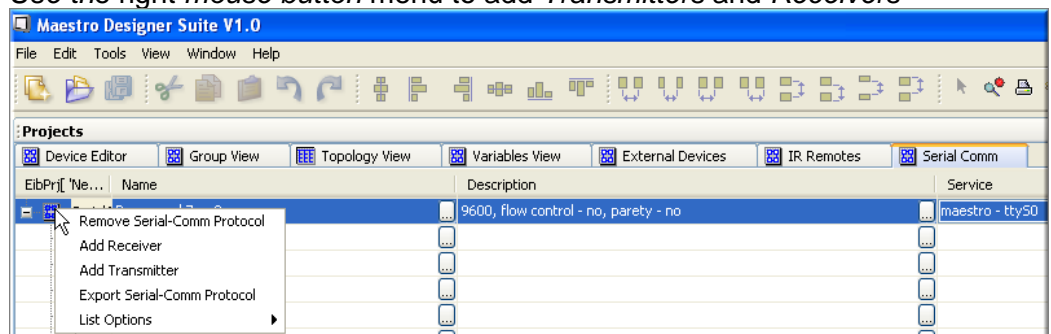 Use the right mouse button menu to add Transmitters and Receivers
Maestro Designer Suite V1.0
File Edit Tools View Window Help
Projects
Device Editor Group View Topology View Variables View External Devices IR Remotes Serial Comm
EibPrj[ 'Ne... Name Description Service
... 9600, flow control - no, parety - no ... maestro - ttyS0
Remove Serial-Comm Protocol
Add Receiver
Add Transmitter
Export Serial-Comm Protocol
List Options